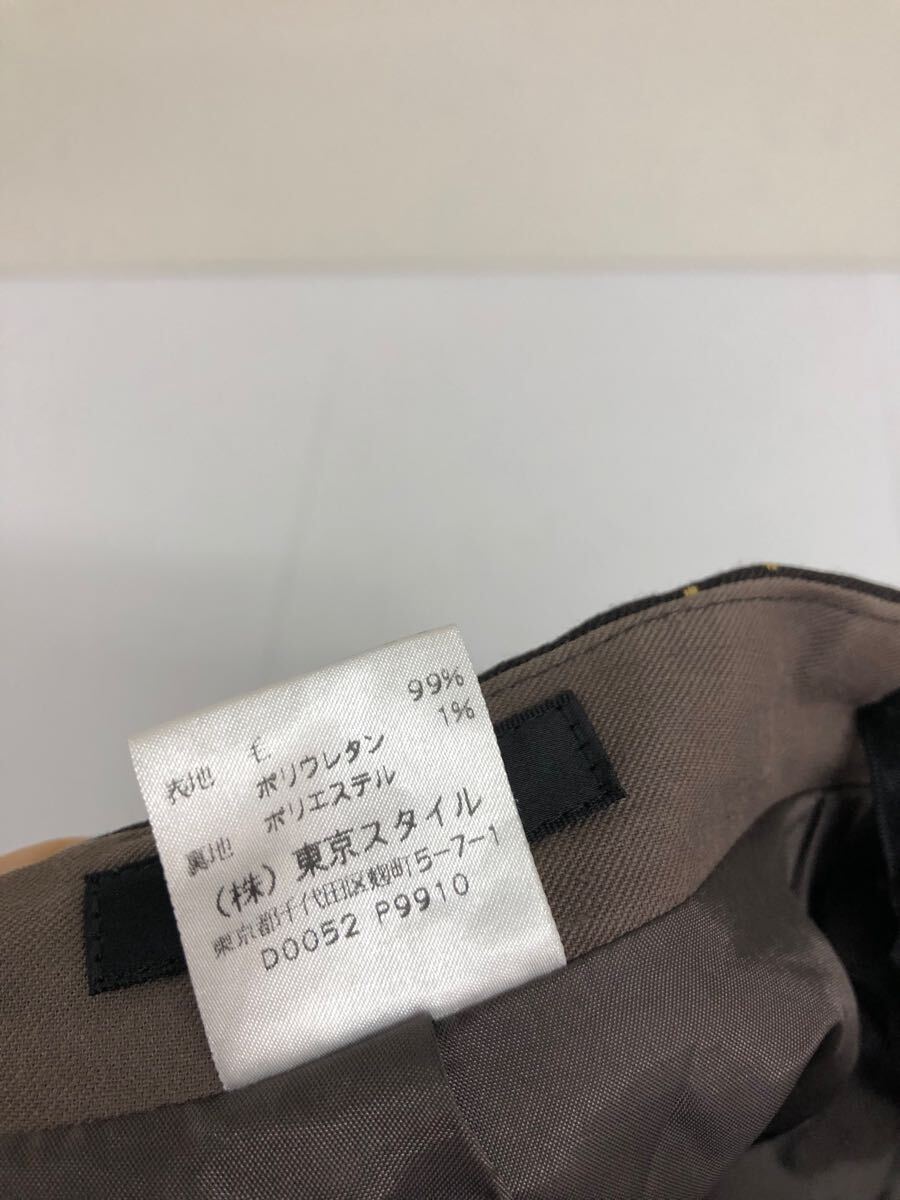 表地 毛 99%
ポリウレタン 1%
裏地 ポリエステル
(株) 東京スタイル
東京都千代田区麹町5-7-1
D0052 P9910